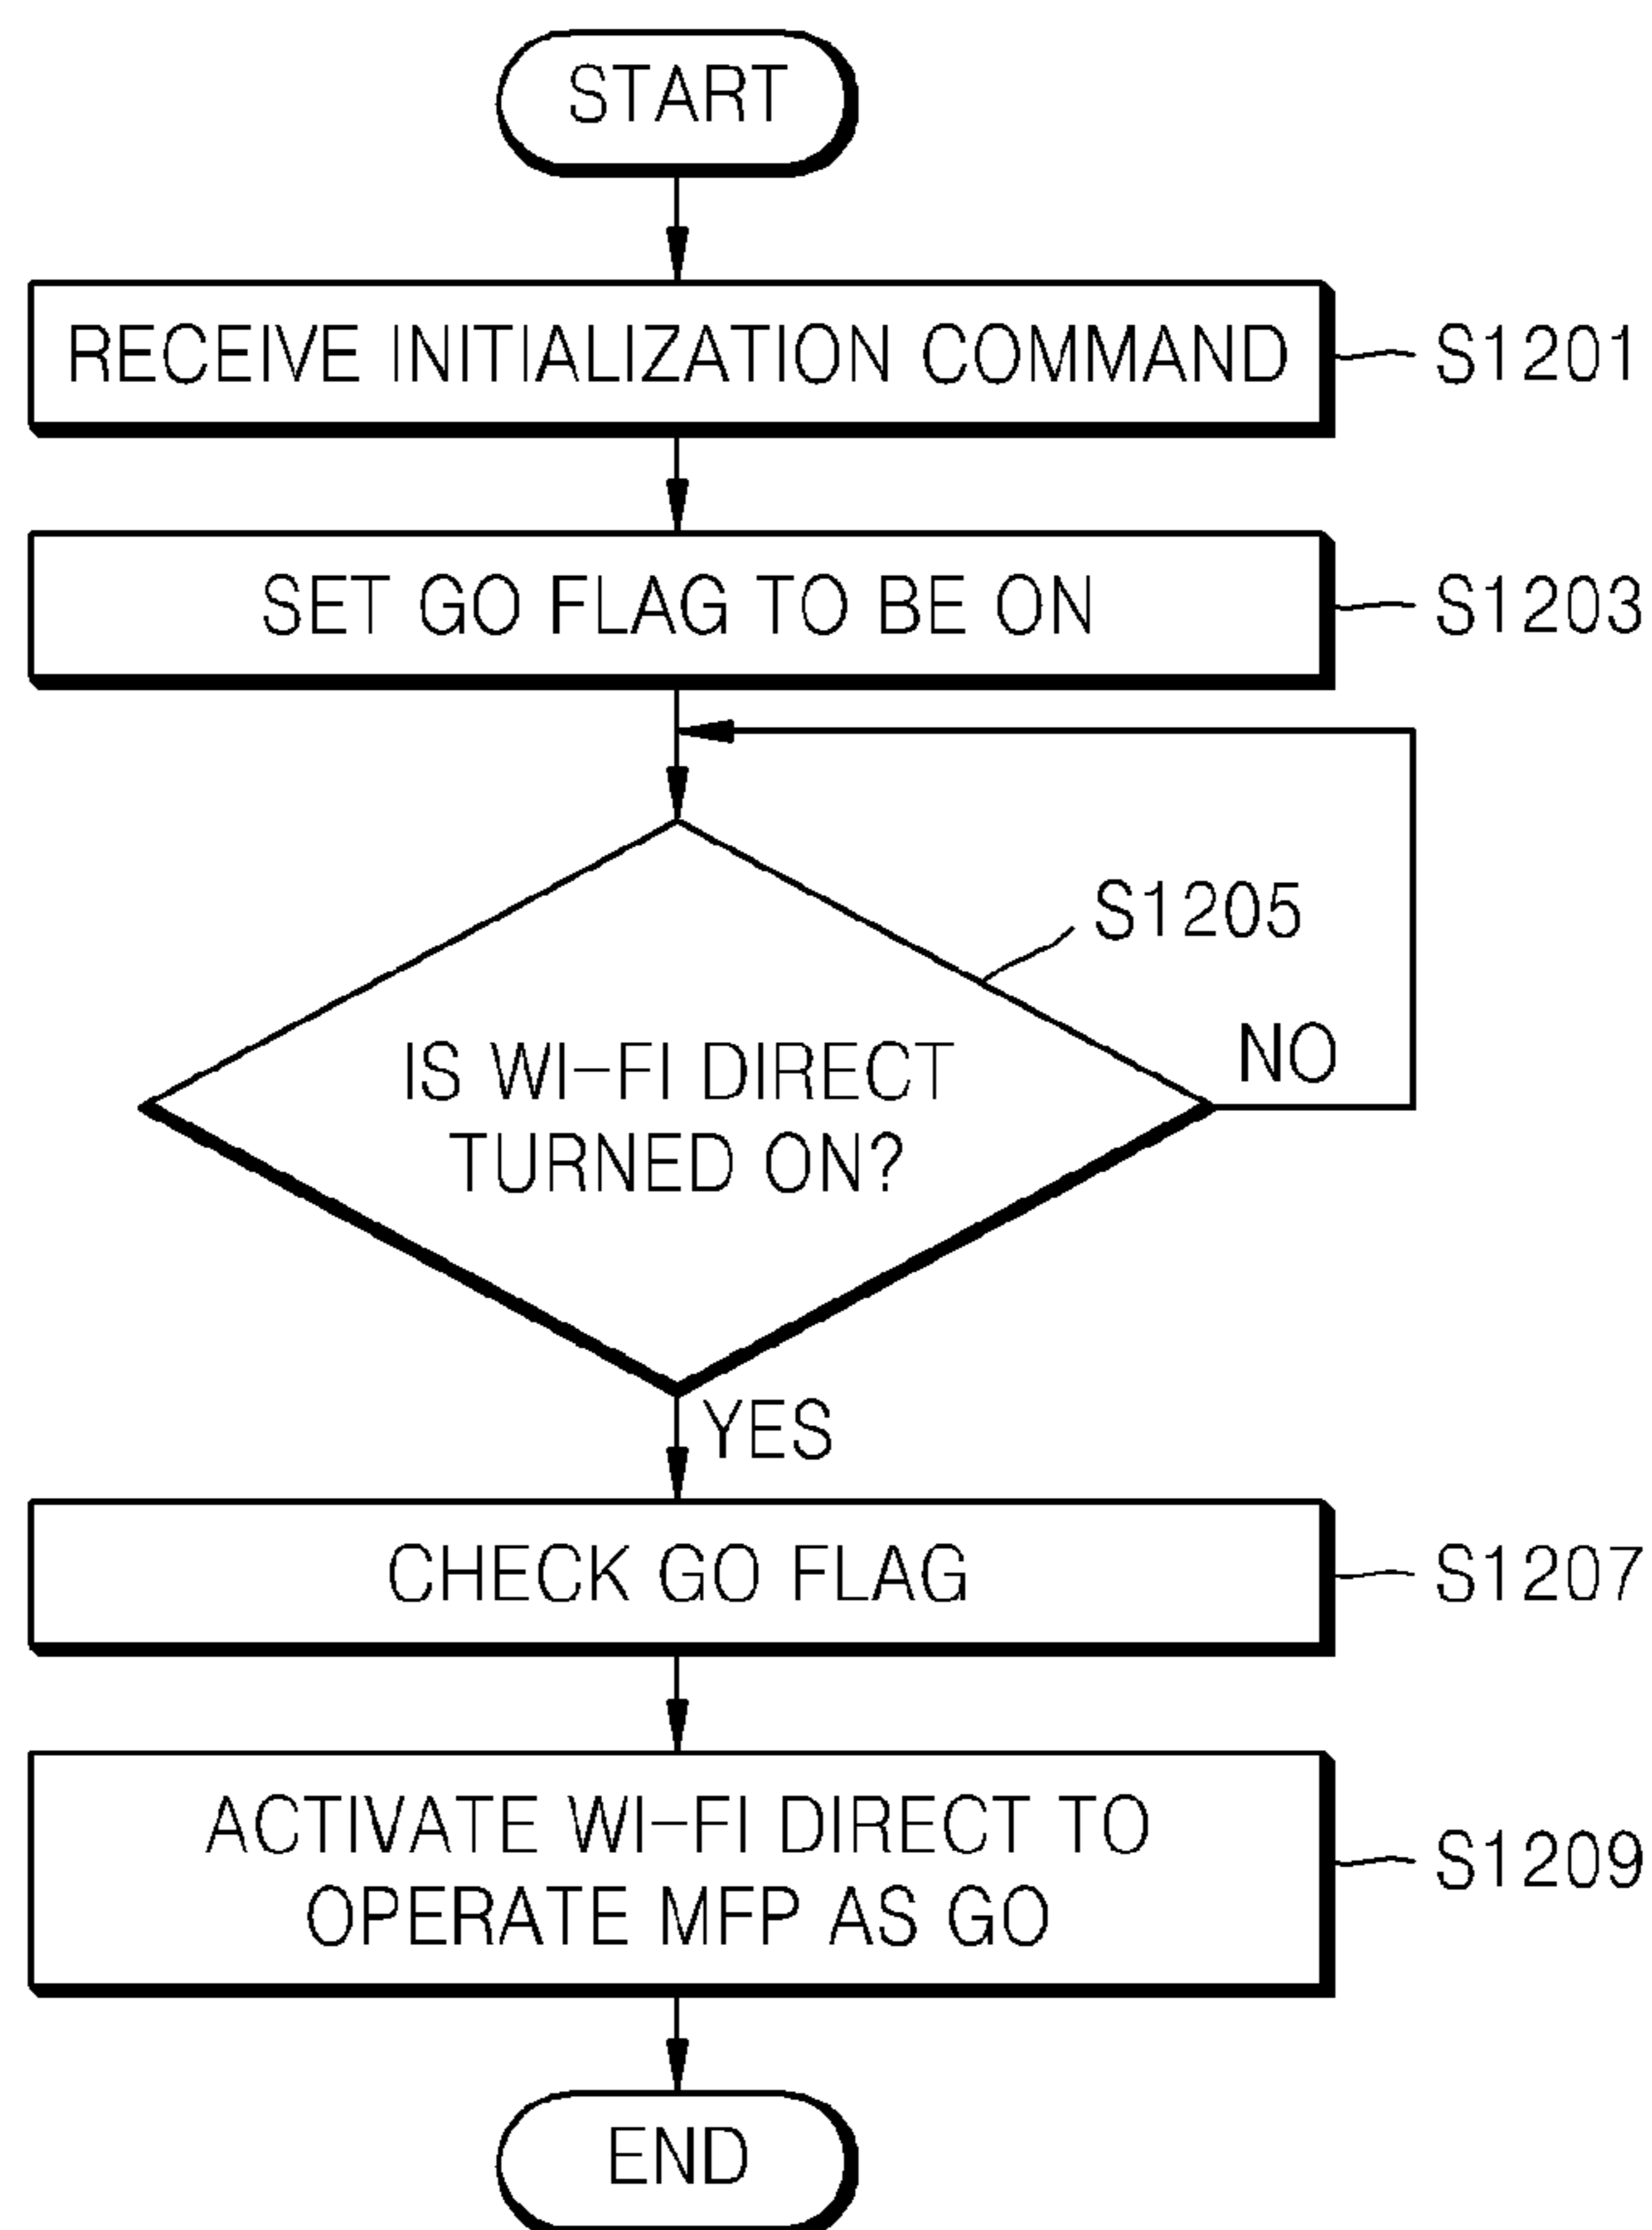 START
RECEIVE INITIALIZATION COMMAND
S1201
SET GO FLAG TO BE ON
S1203
S1205
IS WI-FI DIRECT
TURNED ON?
NO
YES
CHECK GO FLAG
S1207
ACTIVATE WI-FI DIRECT TO
OPERATE MFP AS GO
S1209
END